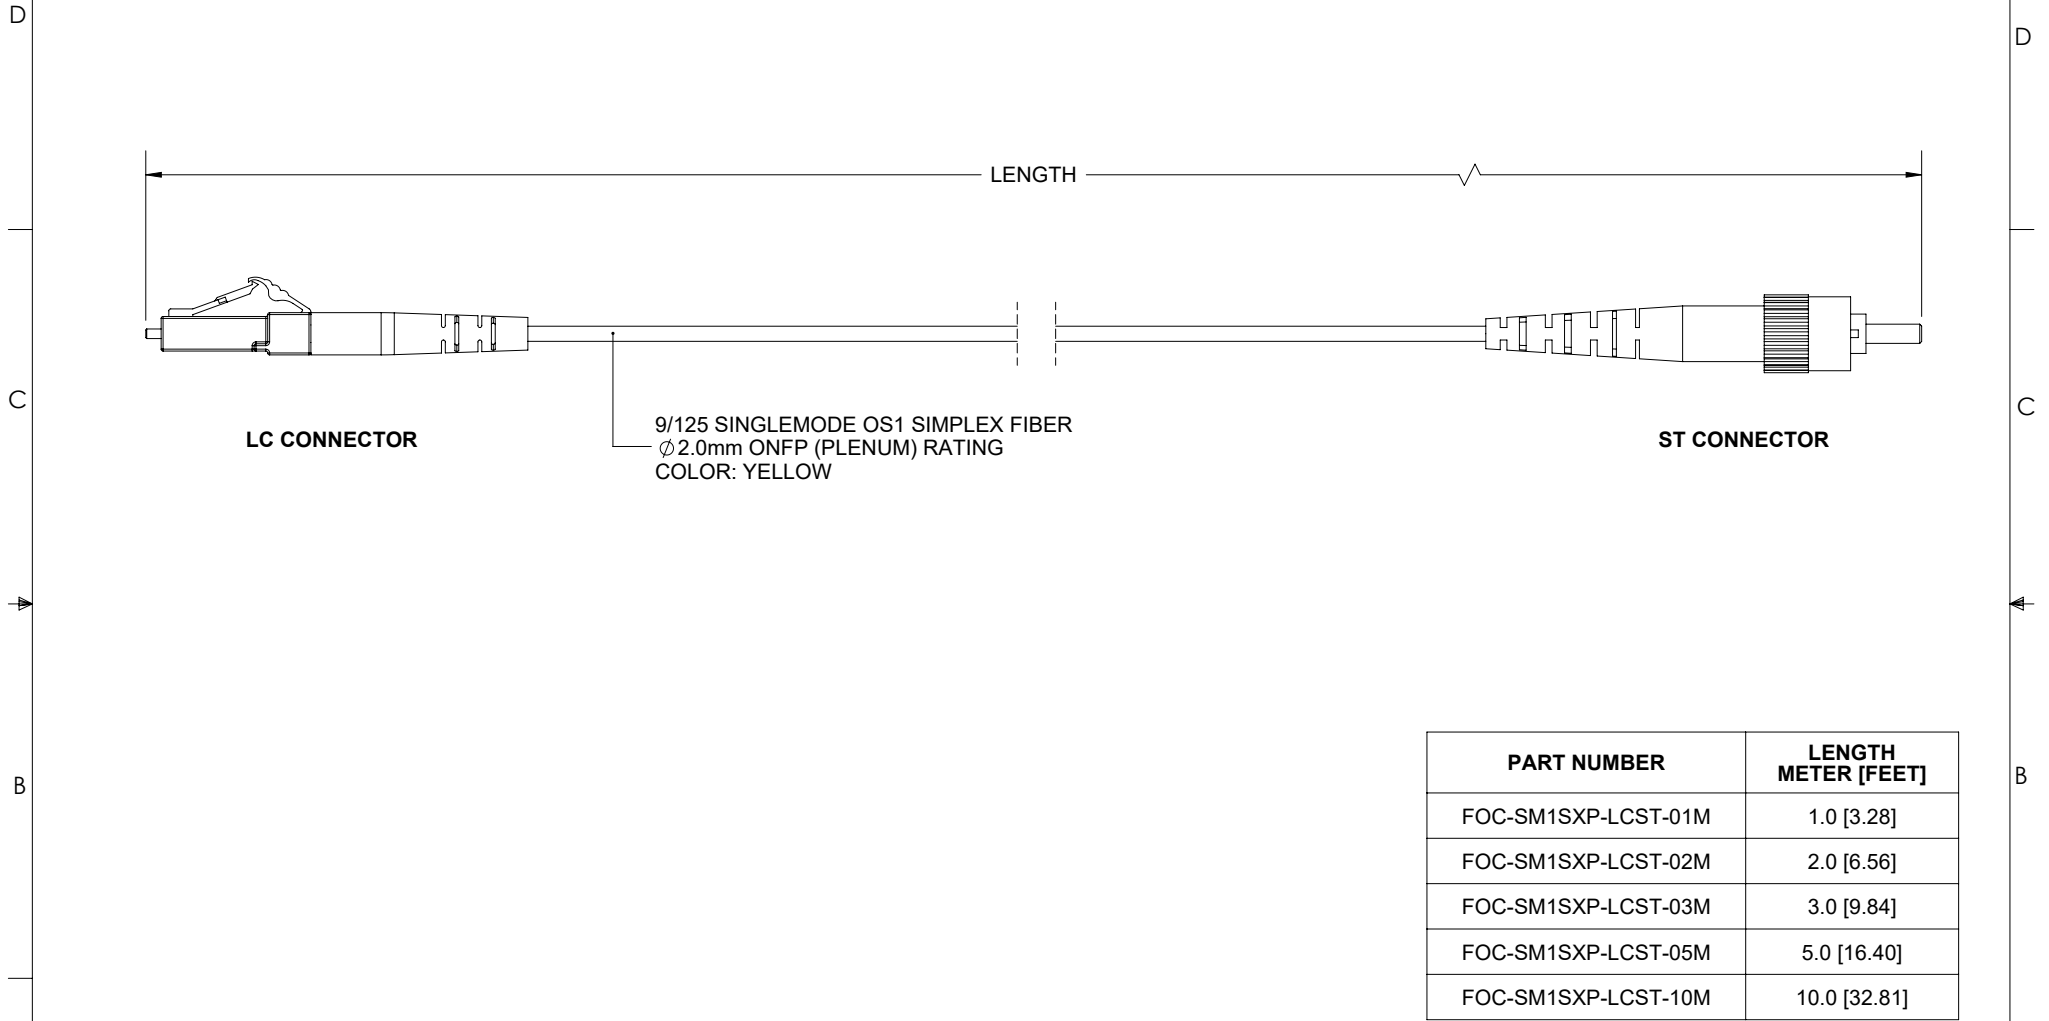 D
D
LENGTH
C
C
9/125 SINGLEMODE OS1 SIMPLEX FIBER
⌀2.0mm ONFP (PLENUM) RATING
COLOR: YELLOW
LC CONNECTOR
ST CONNECTOR
B
B
PART NUMBER
LENGTH
METER [FEET]
FOC-SM1SXP-LCST-01M
1.0 [3.28]
FOC-SM1SXP-LCST-02M
2.0 [6.56]
FOC-SM1SXP-LCST-03M
3.0 [9.84]
FOC-SM1SXP-LCST-05M
5.0 [16.40]
FOC-SM1SXP-LCST-10M
10.0 [32.81]